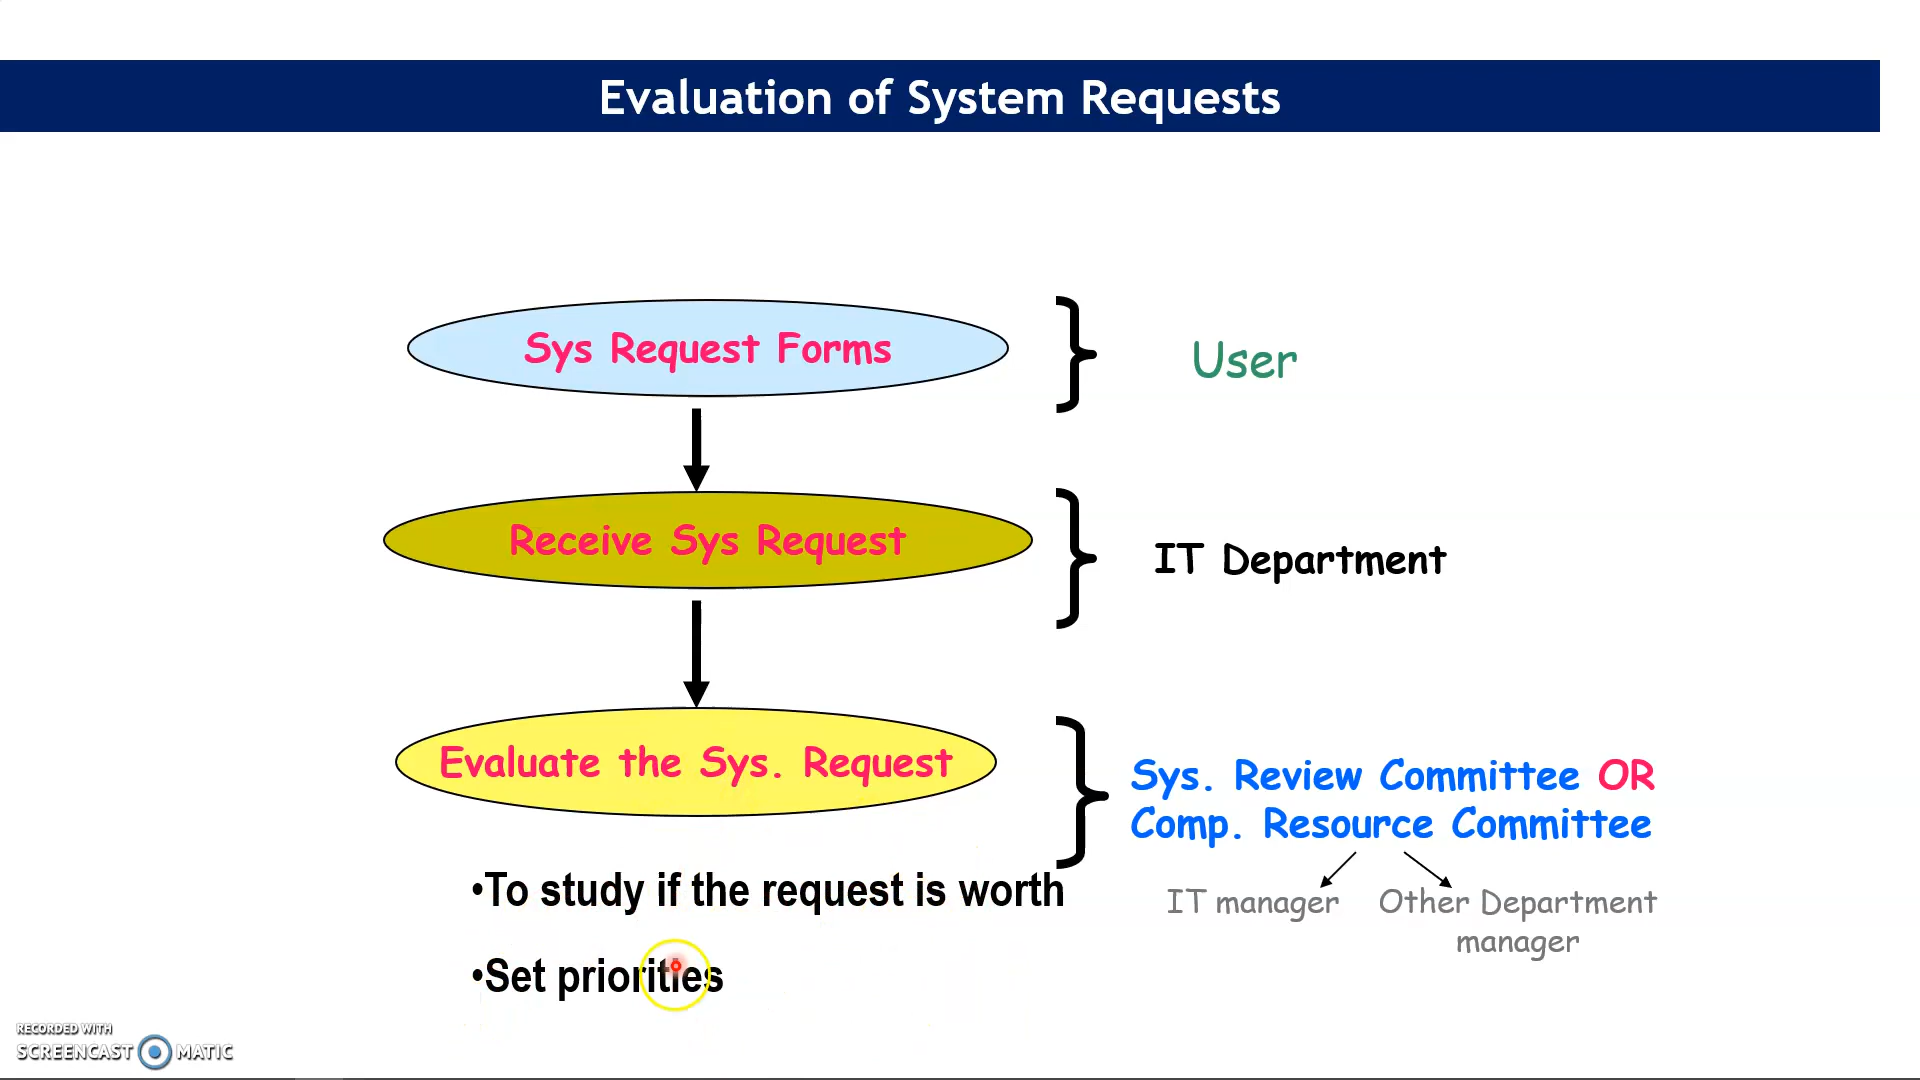 Evaluation of System Requests
Sys Request Forms
User
Receive Sys Request
IT Department
Evaluate the Sys. Request
Sys. Review Committee OR
Comp. Resource Committee
IT manager
Other Department
manager
•To study if the request is worth
•Set priorities
RECORDED WITH
SCREENCAST MATIC